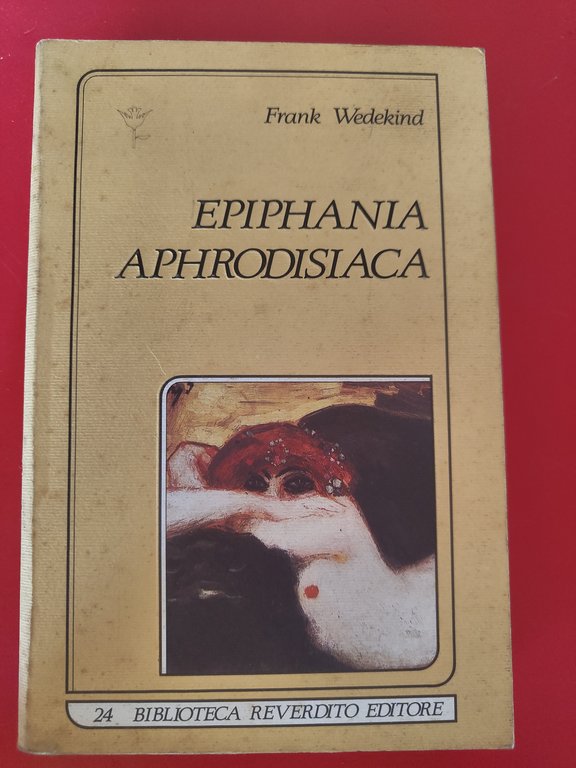 Frank Wedekind
EPIPHANIA
APHRODISIACA
24 BIBLIOTECA REVERDITO EDITORE